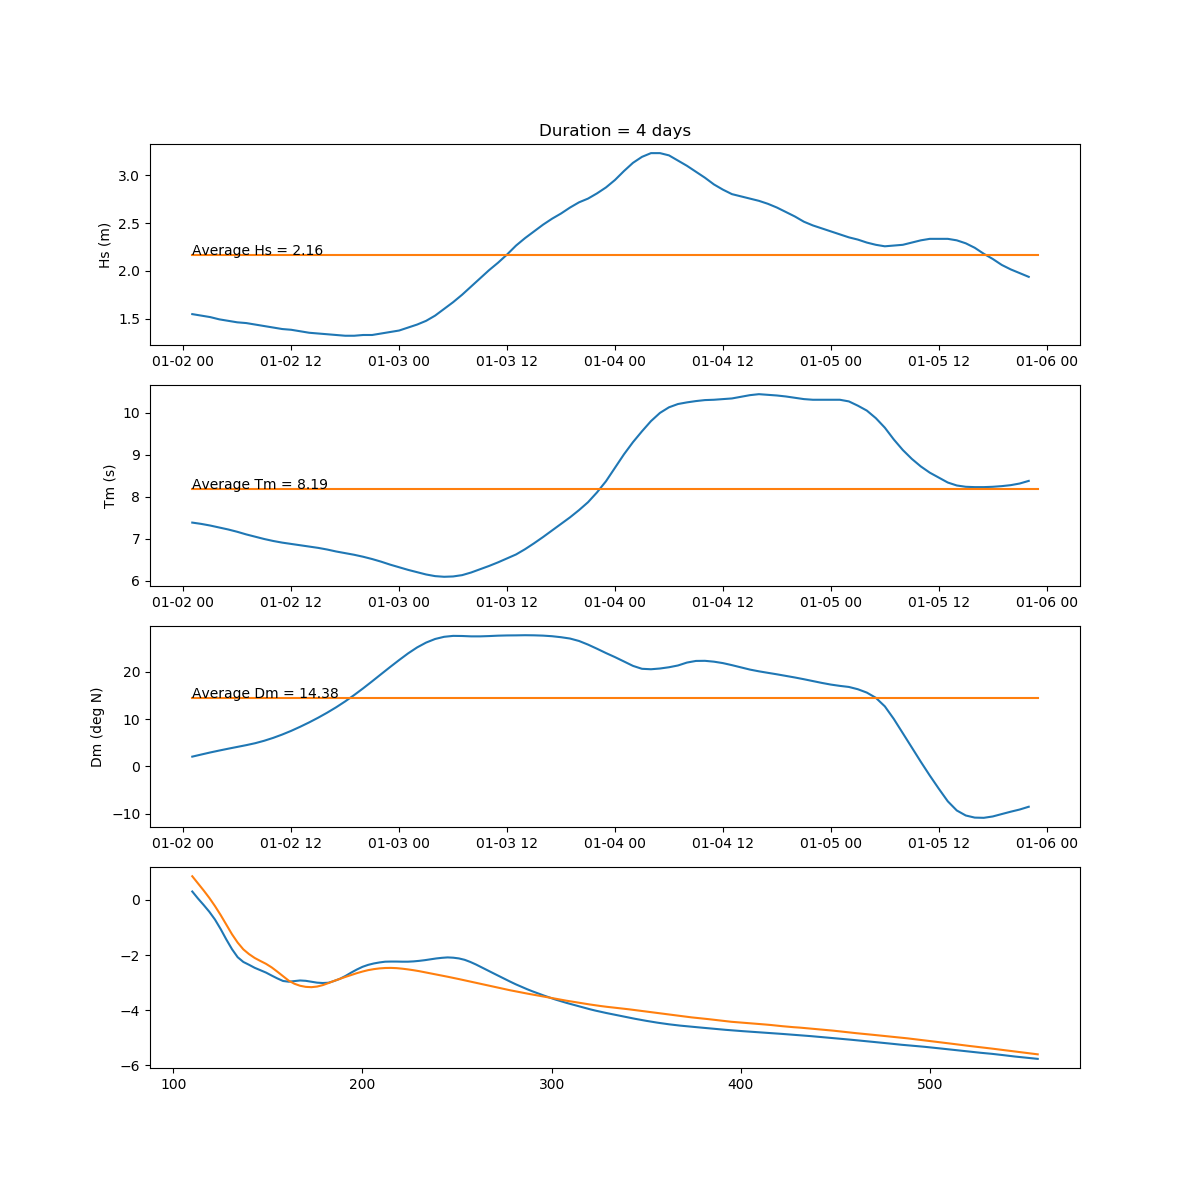 Duration = 4 days
Hs (m)
3.0
2.5
2.0
1.5
Average Hs = 2.16
01-02 00 01-02 12 01-03 00 01-03 12 01-04 00 01-04 12 01-05 00 01-05 12 01-06 00
Tm (s)
10
9
8
7
6
Average Tm = 8.19
01-02 00 01-02 12 01-03 00 01-03 12 01-04 00 01-04 12 01-05 00 01-05 12 01-06 00
Dm (deg N)
20
10
0
−10
Average Dm = 14.38
01-02 00 01-02 12 01-03 00 01-03 12 01-04 00 01-04 12 01-05 00 01-05 12 01-06 00
0
−2
−4
−6
100 200 300 400 500